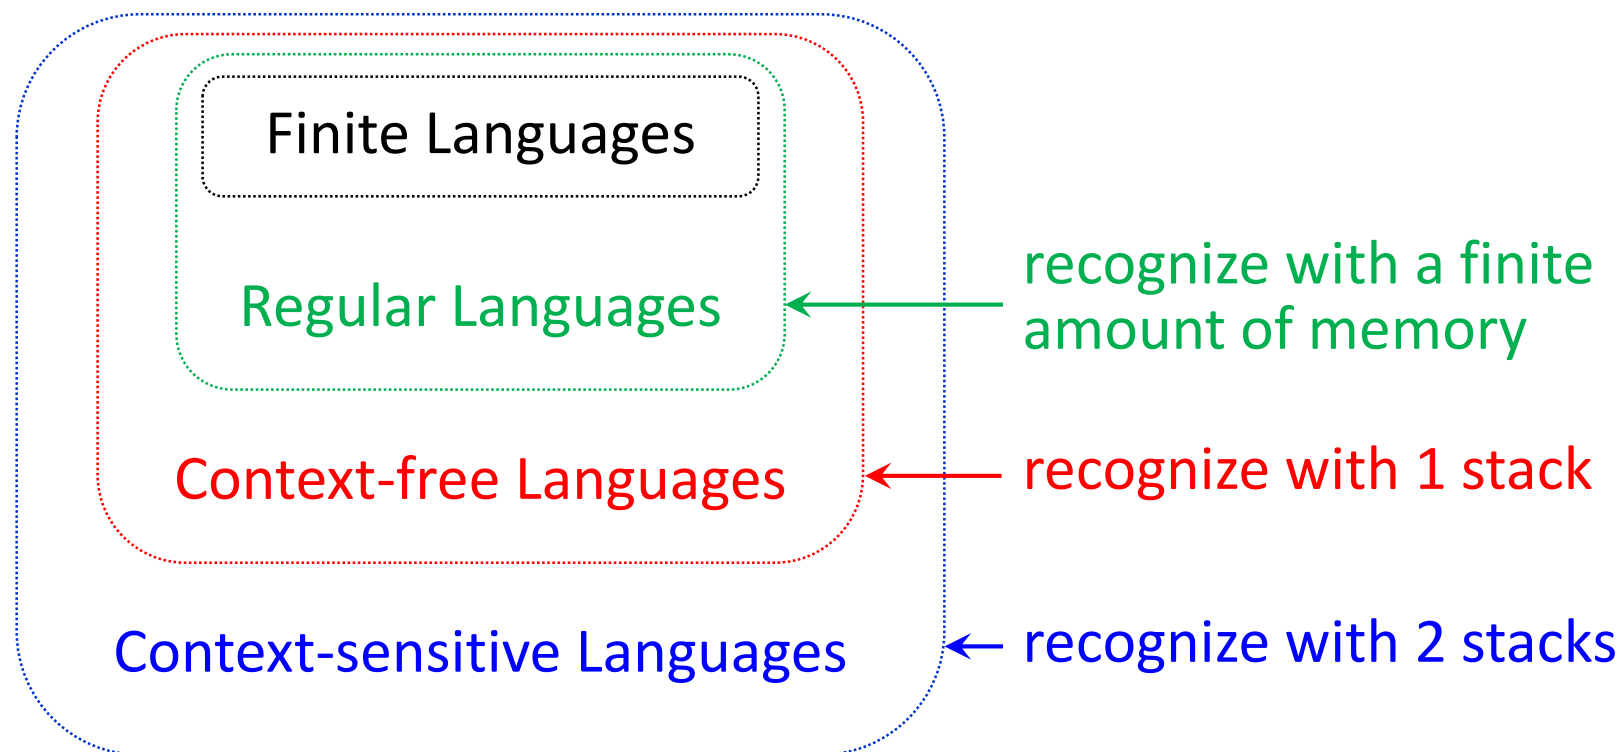 Finite Languages
Regular Languages
recognize with a finite
amount of memory
Context-free Languages
recognize with 1 stack
Context-sensitive Languages
recognize with 2 stacks